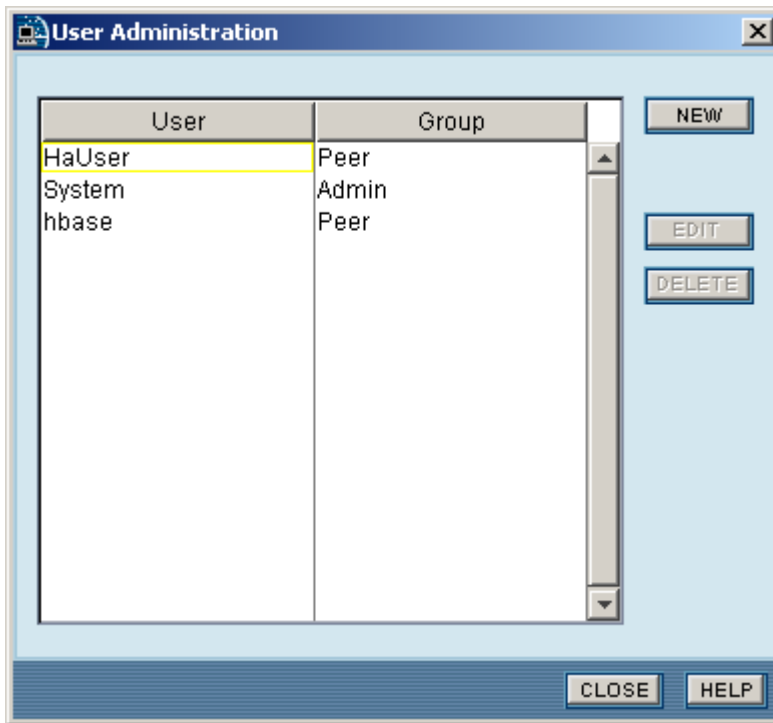 User Administration
User Group NEW
HaUser Peer
System Admin
hbase Peer EDIT
DELETE
CLOSE HELP